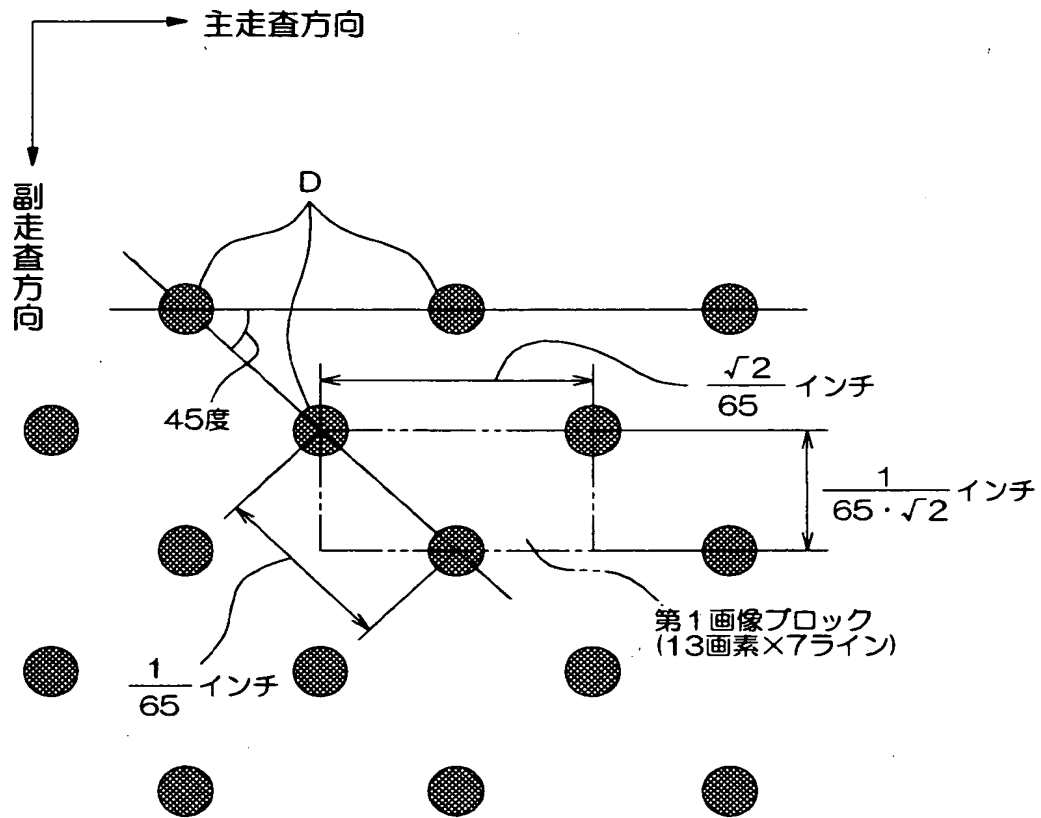 主走査方向
副走査方向
D
45度
√2/65 インチ
1/65・√2 インチ
1/65 インチ
第1画像ブロック
(13画素×7ライン)